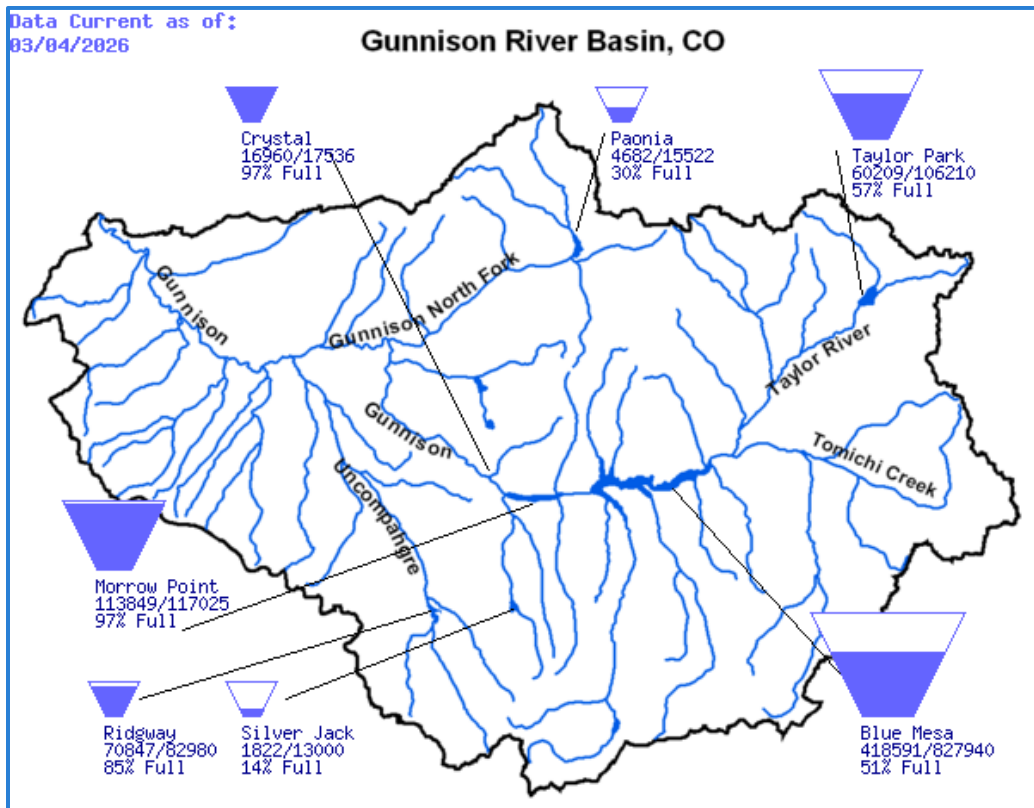 Data Current as of:
03/04/2026
Gunnison River Basin, CO
Crystal
16960/17536
97% Full
Paonia
4682/15522
30% Full
Taylor Park
60209/106210
57% Full
Gunnison
Gunnison North Fork
Taylor River
Gunnison
Tomichi Creek
Uncompahgre
Morrow Point
113849/117025
97% Full
Ridgway
70847/82980
85% Full
Silver Jack
1822/13000
14% Full
Blue Mesa
418591/827940
51% Full